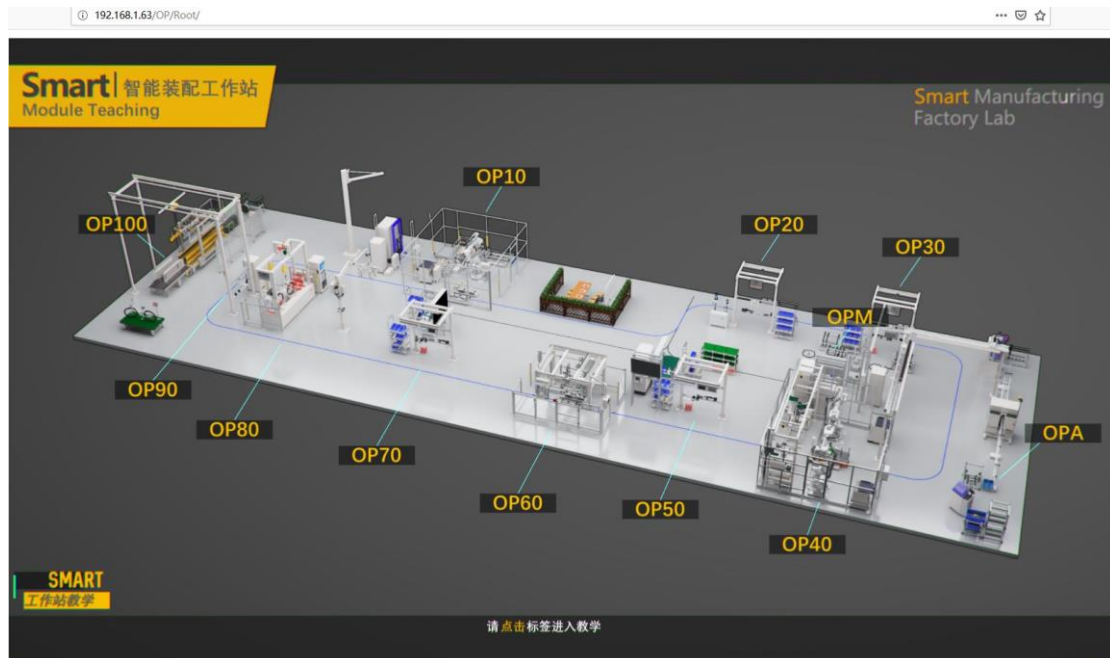 192.168.1.63/OP/Root/
Smart 智能装配工作站
Module Teaching
Smart Manufacturing
Factory Lab
OP10
OP100
OP20
OP30
OPM
OP90
OP80
OP70
OPA
OP60
OP50
OP40
SMART
工作站教学
请点击标签进入教学